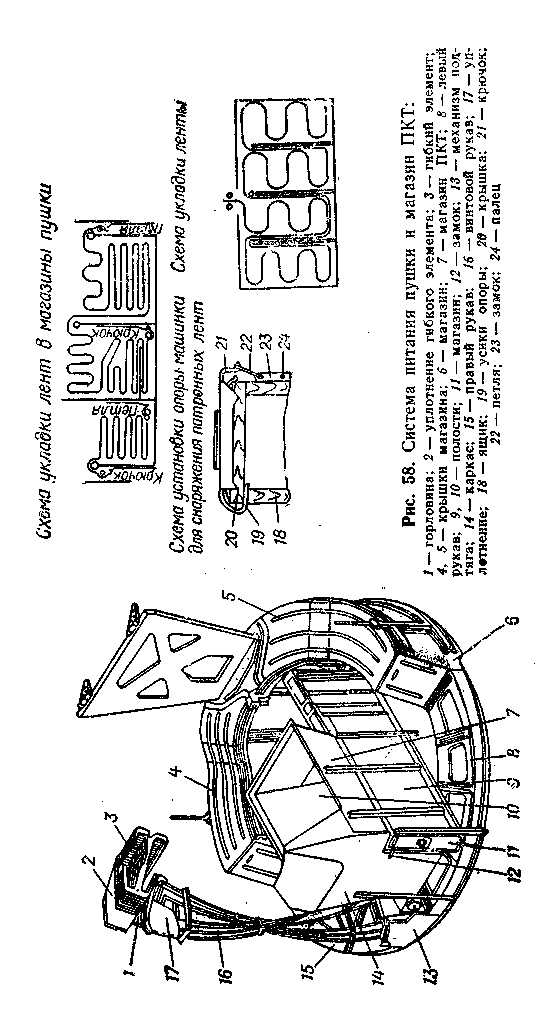 Схема укладки лент в магазины пушки
Крючок
Петля
Крючок
Петля
Схема установки опоры машинки
для снаряжения патронных лент
Схема укладки ленты
20
19
18
21
22
23
24
1
2
3
4
5
6
7
8
9
10
11
12
13
14
15
16
17
Рис. 58. Система питания пушки и магазин ПКТ:
1 — горловина; 2 — уплотнение гибкого элемента; 3 — гибкий элемент;
4, 5 — крышки магазина; 6 — магазин; 7 — магазин ПКТ; 8 — левый
рукав; 9, 10 — полости; 11 — магазин; 12 — замок; 13 — механизм под-
тяга; 14 — каркас; 15 — правый рукав; 16 — винтовой рукав; 17 — уп-
лотнение; 18 — ящик; 19 — усики опоры; 20 — крышка; 21 — крючок;
22 — петля; 23 — замок; 24 — палец